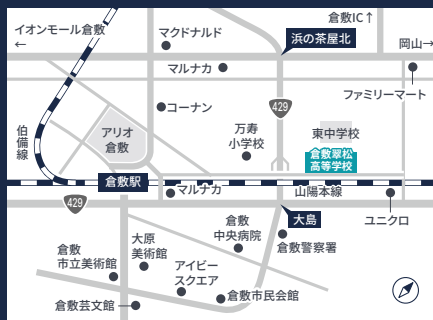 イオンモール倉敷
←
マクドナルド
倉敷IC↑
浜の茶屋北
岡山→
マルナカ
ファミリーマート
コーナン
429
伯備線
アリオ
倉敷
万寿
小学校
東中学校
倉敷翠松
高等学校
倉敷駅
マルナカ
山陽本線
429
大島
ユニクロ
倉敷
中央病院
倉敷警察署
大原
美術館
倉敷
市立美術館
アイビー
スクエア
倉敷市民会館
倉敷芸文館